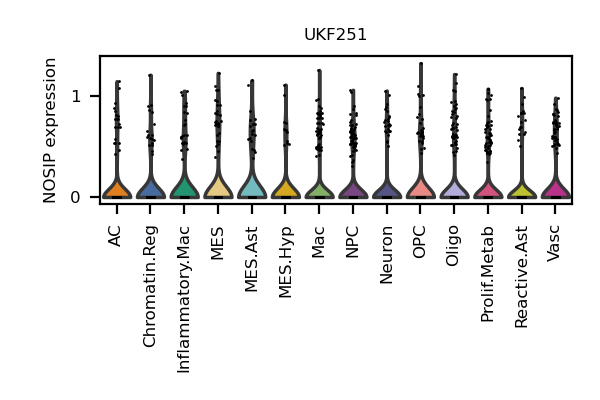 UKF251
NOSIP expression
1
0
AC
Chromatin.Reg
Inflammatory.Mac
MES
MES.Ast
MES.Hyp
Mac
NPC
Neuron
OPC
Oligo
Prolif.Metab
Reactive.Ast
Vasc